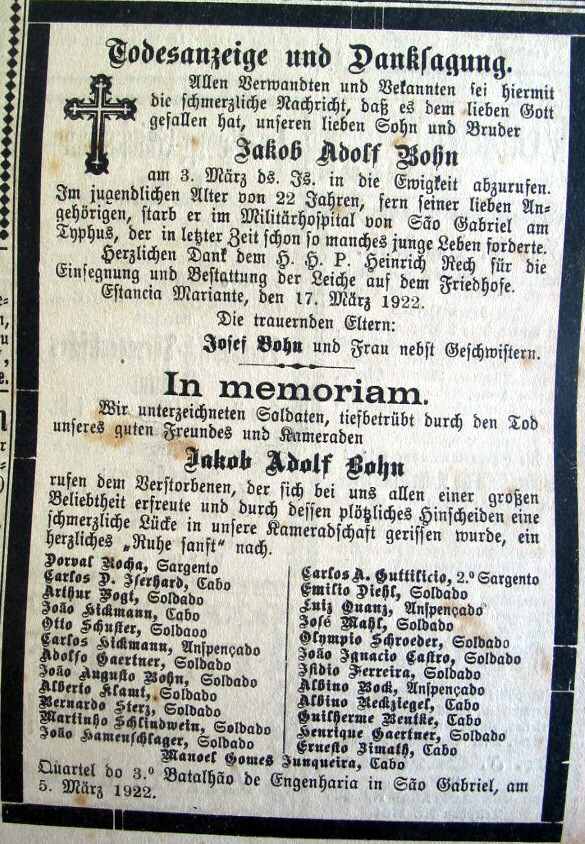 Todesanzeige und Danksagung.
Allen Verwandten und Bekannten sei hiermit
die schmerzliche Nachricht, daß es dem lieben Gott
gefallen hat, unseren lieben Sohn und Bruder
Jakob Adolf Bohn
am 3. März ds. Js. in die Ewigkeit abzurufen.
Im jugendlichen Alter von 22 Jahren, fern seiner lieben An-
gehörigen, starb er im Militärhospital von São Gabriel am
Typhus, der in letzter Zeit schon so manches junge Leben forderte.
Herzlichen Dank dem H. H. P. Heinrich Rech für die
Einsegnung und Bestattung der Leiche auf dem Friedhofe.
Estancia Mariante, den 17. März 1922.
Die trauernden Eltern:
Josef Bohn und Frau nebst Geschwistern.
In memoriam.
Wir unterzeichneten Soldaten, tiefbetrübt durch den Tod
unseres guten Freundes und Kameraden
Jakob Adolf Bohn
rufen dem Verstorbenen, der sich bei uns allen einer großen
Beliebtheit erfreute und durch dessen plötzliches Hinscheiden eine
schmerzliche Lücke in unsere Kameradschaft gerissen wurde, ein
herzliches „Ruhe sanft" nach.
Dorval Rocha, Sargento
Carlos D. Iserhard, Cabo
Arthur Vogt, Soldado
João Hickmann, Cabo
Otto Schuster, Soldaoo
Carlos Hickmann, Anspençado
Adolfo Gaertner, Soldado
João Augusto Bohn, Soldado
Alberto Klamt, Soldado
Bernardo Sterz, Soldado
Martinho Schlindwein, Soldado
João Hamenschlager, Soldado
Carlos A. Guttilicio, 2.º Sargento
Emilio Diehl, Soldado
Luiz Quanz, Anspençado
José Mahl, Soldado
Olympio Schroeder, Soldado
João Ignacio Castro, Soldado
Isidio Ferreira, Soldado
Albino Bock, Anspençado
Albino Reckziegel, Cabo
Guilherme Bentke, Cabo
Henrique Gaertner, Soldado
Ernesto Zimath, Cabo
Manoel Gomes Junqueira, Cabo
Quartel do 3.º Batalhão de Engenharia in São Gabriel, am
5. März 1922.